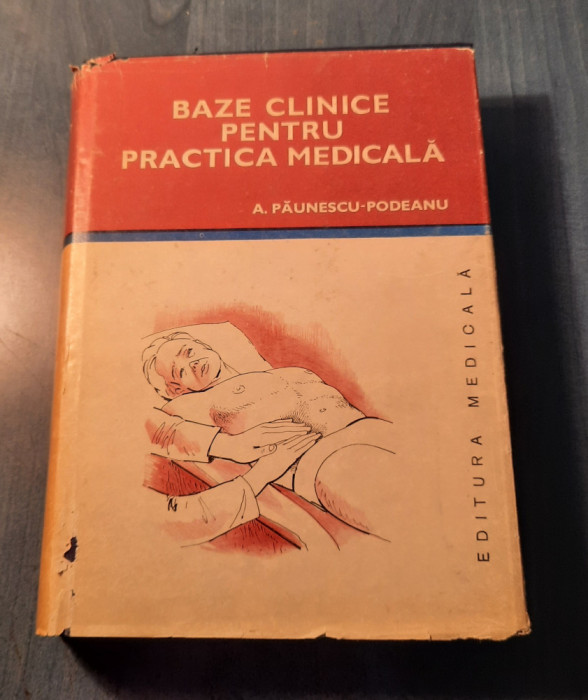 BAZE CLINICE
PENTRU
PRACTICA MEDICALĂ
A. PĂUNESCU-PODEANU
EDITURA MEDICALĂ